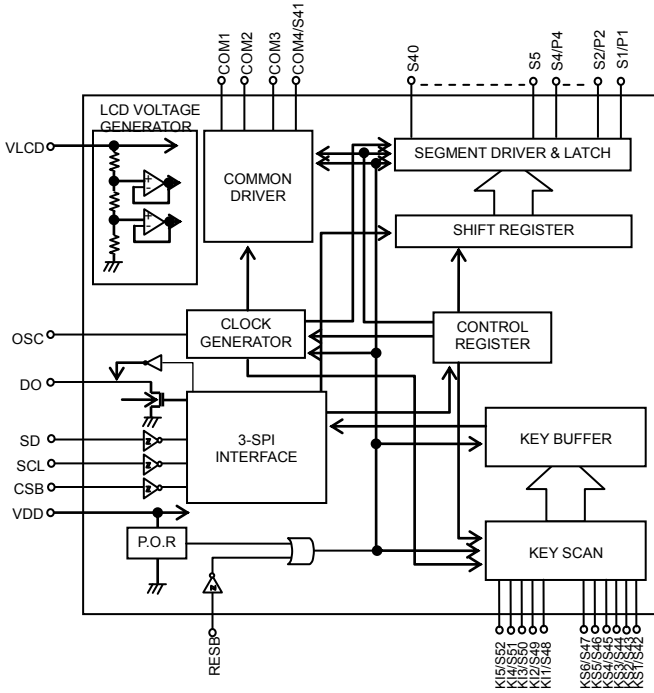 COM1
COM2
COM3
COM4/S41
S40
S5
S4/P4
S2/P2
S1/P1
LCD VOLTAGE
GENERATOR
VLCD
COMMON
DRIVER
SEGMENT DRIVER & LATCH
SHIFT REGISTER
CLOCK
GENERATOR
CONTROL
REGISTER
OSC
DO
SD
SCL
CSB
VDD
3-SPI
INTERFACE
KEY BUFFER
P.O.R
KEY SCAN
RESB
KI5/S52
KI4/S51
KI3/S50
KI2/S49
KI1/S48
KS6/S47
KS5/S46
KS4/S45
KS3/S44
KS2/S43
KS1/S42